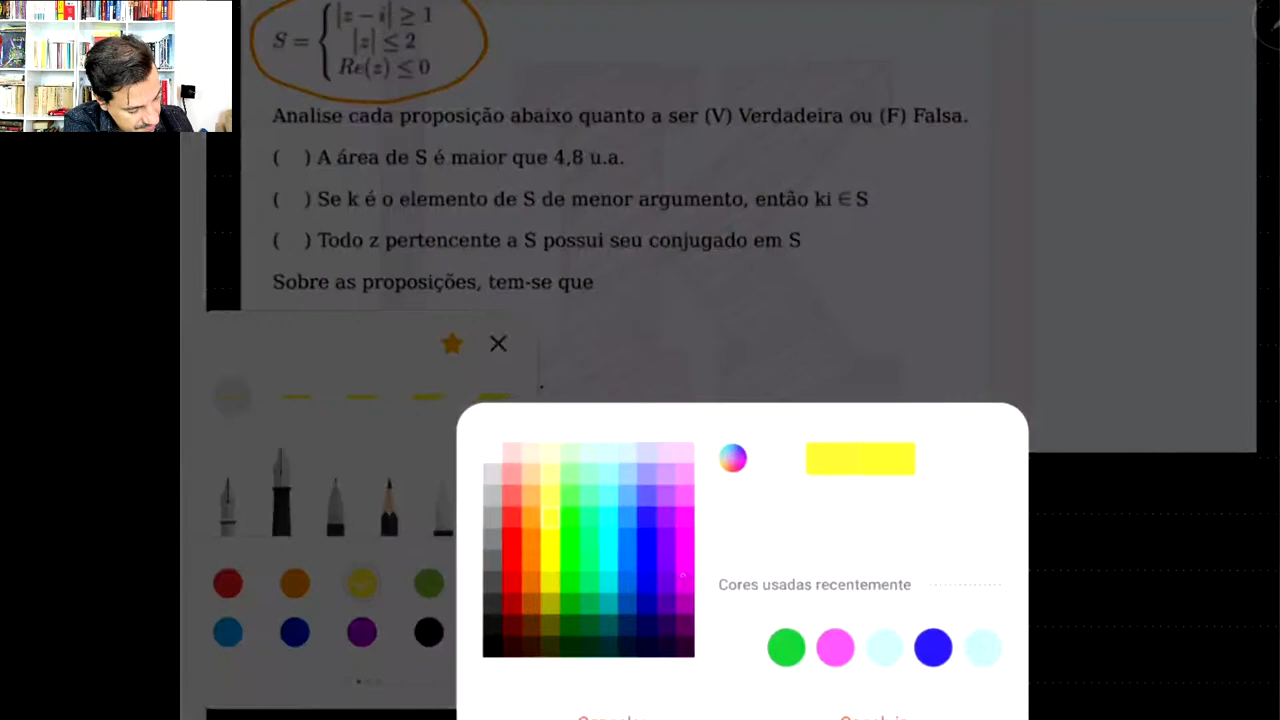 S = { |z − i| ≥ 1
|z| ≤ 2
Re(z) ≤ 0
Analise cada proposição abaixo quanto a ser (V) Verdadeira ou (F) Falsa.
( ) A área de S é maior que 4,8 u.a.
( ) Se k é o elemento de S de menor argumento, então ki ∈ S
( ) Todo z pertencente a S possui seu conjugado em S
Sobre as proposições, tem-se que
Cores usadas recentemente